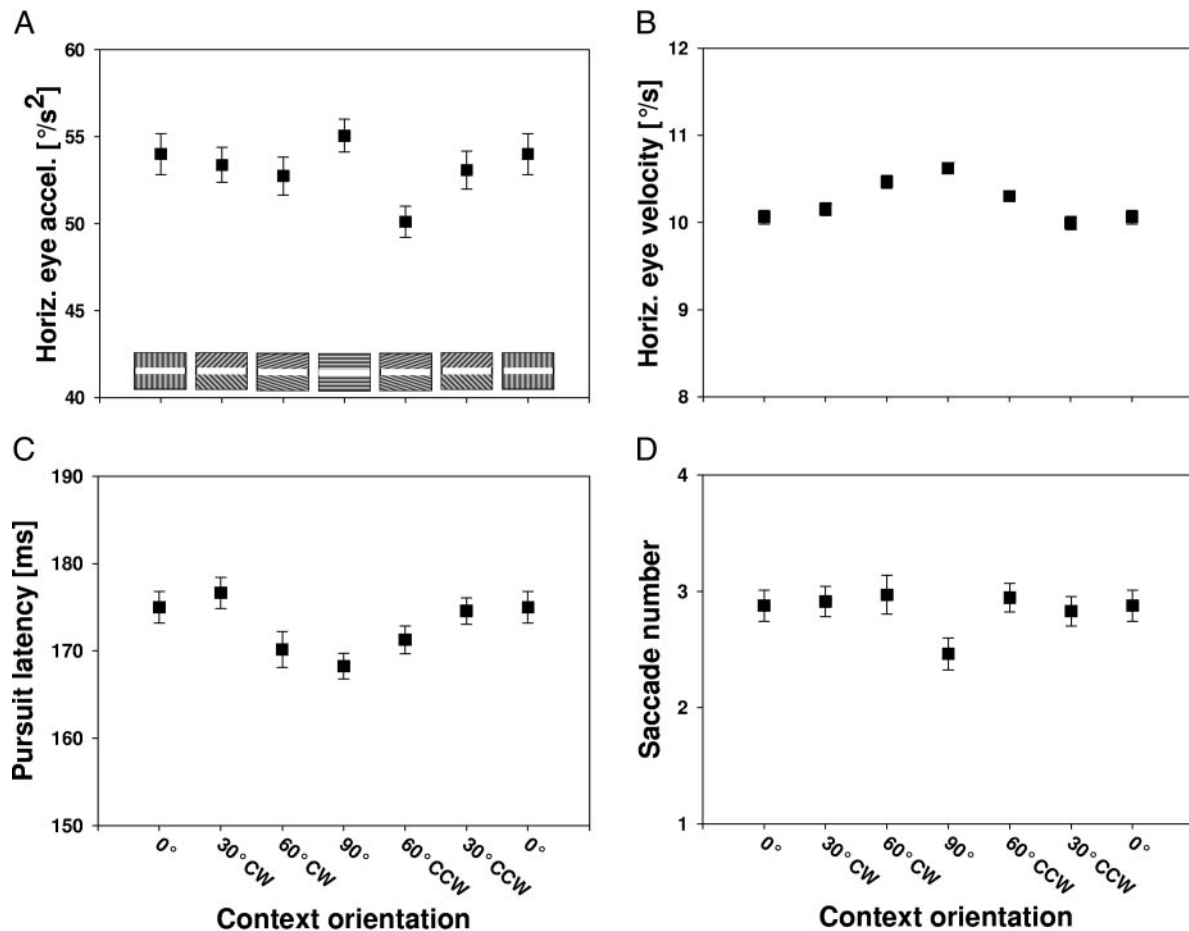 A
Horiz. eye accel. [°/s²]
60
55
50
45
40
B
Horiz. eye velocity [°/s]
12
11
10
9
8
C
Pursuit latency [ms]
190
180
170
160
150
0° 30°CW 60°CW 90° 60°CCW 30°CCW 0°
Context orientation
D
Saccade number
4
3
2
1
0° 30°CW 60°CW 90° 60°CCW 30°CCW 0°
Context orientation